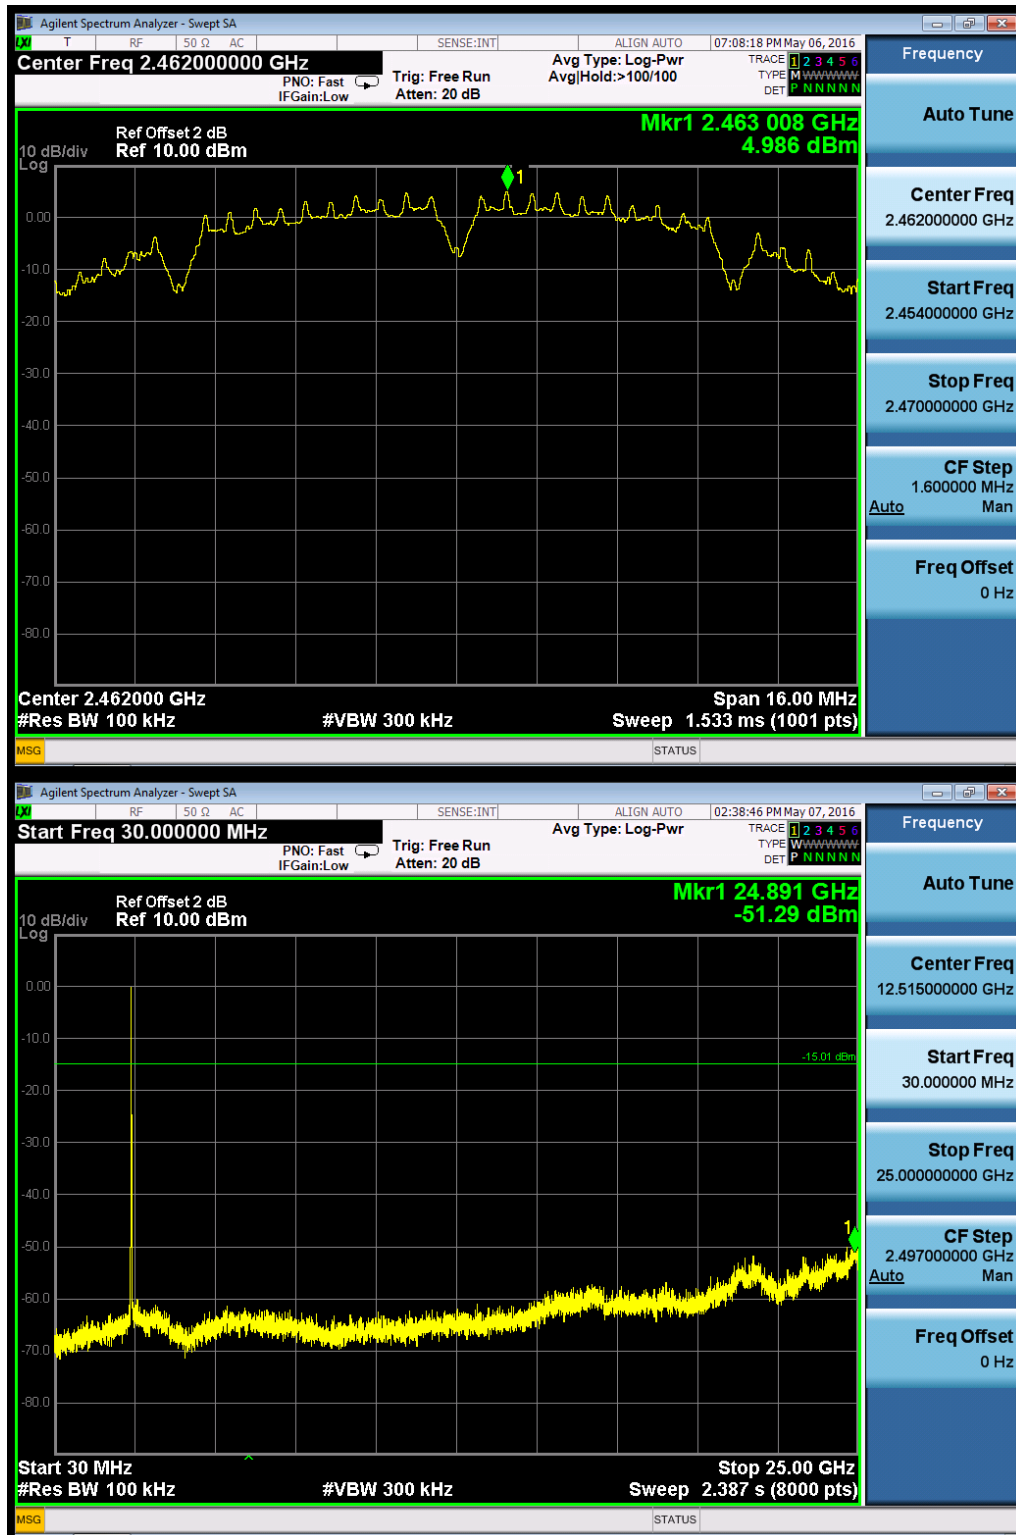 Agilent Spectrum Analyzer - Swept SA
LXI T RF 50 Ω AC SENSE:INT ALIGN AUTO 07:08:18 PM May 06, 2016
Center Freq 2.462000000 GHz
PNO: Fast
IFGain:Low
Trig: Free Run
Atten: 20 dB
Avg Type: Log-Pwr
Avg|Hold:>100/100
TRACE 1 2 3 4 5 6
TYPE M WWWWW
DET P N N N N N
Ref Offset 2 dB
10 dB/div Ref 10.00 dBm
Log
Mkr1 2.463 008 GHz
4.986 dBm
1
0.00
-10.0
-20.0
-30.0
-40.0
-50.0
-60.0
-70.0
-80.0
Center 2.462000 GHz Span 16.00 MHz
#Res BW 100 kHz #VBW 300 kHz Sweep 1.533 ms (1001 pts)
MSG STATUS
Frequency
Auto Tune
Center Freq
2.462000000 GHz
Start Freq
2.454000000 GHz
Stop Freq
2.470000000 GHz
CF Step
1.600000 MHz
Auto Man
Freq Offset
0 Hz
Agilent Spectrum Analyzer - Swept SA
LXI RF 50 Ω AC SENSE:INT ALIGN AUTO 02:38:46 PM May 07, 2016
Start Freq 30.000000 MHz
PNO: Fast
IFGain:Low
Trig: Free Run
Atten: 20 dB
Avg Type: Log-Pwr
TRACE 1 2 3 4 5 6
TYPE W WWWWW
DET P N N N N N
Ref Offset 2 dB
10 dB/div Ref 10.00 dBm
Log
Mkr1 24.891 GHz
-51.29 dBm
0.00
-10.0
-15.01 dBm
-20.0
-30.0
-40.0
1
-50.0
-60.0
-70.0
-80.0
Start 30 MHz Stop 25.00 GHz
#Res BW 100 kHz #VBW 300 kHz Sweep 2.387 s (8000 pts)
MSG STATUS
Frequency
Auto Tune
Center Freq
12.515000000 GHz
Start Freq
30.000000 MHz
Stop Freq
25.000000000 GHz
CF Step
2.497000000 GHz
Auto Man
Freq Offset
0 Hz